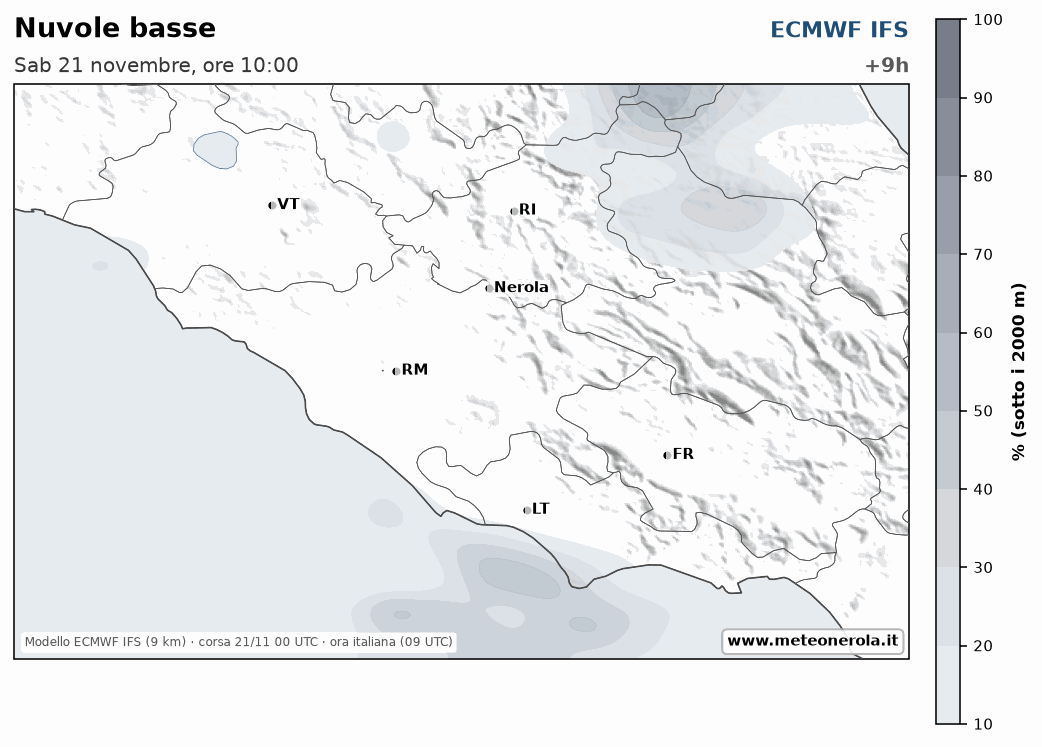 Nuvole basse
ECMWF IFS
Sab 21 novembre, ore 10:00
+9h
VT
RI
Nerola
RM
FR
LT
Modello ECMWF IFS (9 km) · corsa 21/11 00 UTC · ora italiana (09 UTC)
www.meteonerola.it
100
90
80
70
60
50
40
30
20
10
% (sotto i 2000 m)